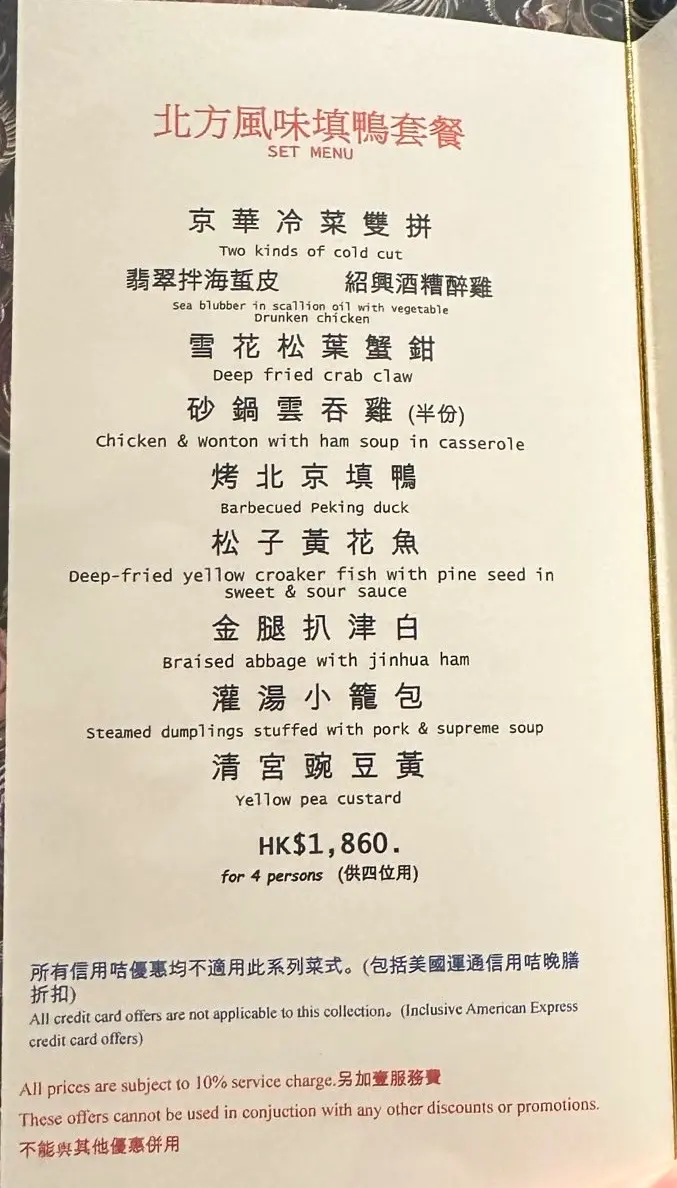 北方風味填鴨套餐
SET MENU
京華冷菜雙拼
Two kinds of cold cut
翡翠拌海蜇皮 紹興酒糟醉雞
Sea blubber in scallion oil with vegetable
Drunken chicken
雪花松葉蟹鉗
Deep fried crab claw
砂鍋雲吞雞 (半份)
Chicken & Wonton with ham soup in casserole
烤北京填鴨
Barbecued Peking duck
松子黃花魚
Deep-fried yellow croaker fish with pine seed in
sweet & sour sauce
金腿扒津白
Braised abbage with jinhua ham
灌湯小籠包
Steamed dumplings stuffed with pork & supreme soup
清宮豌豆黃
Yellow pea custard
HK$1,860.
for 4 persons (供四位用)
所有信用咭優惠均不適用此系列菜式。(包括美國運通信用咭晚膳
折扣)
All credit card offers are not applicable to this collection。(Inclusive American Express
credit card offers)
All prices are subject to 10% service charge.另加壹服務費
These offers cannot be used in conjuction with any other discounts or promotions.
不能與其他優惠併用